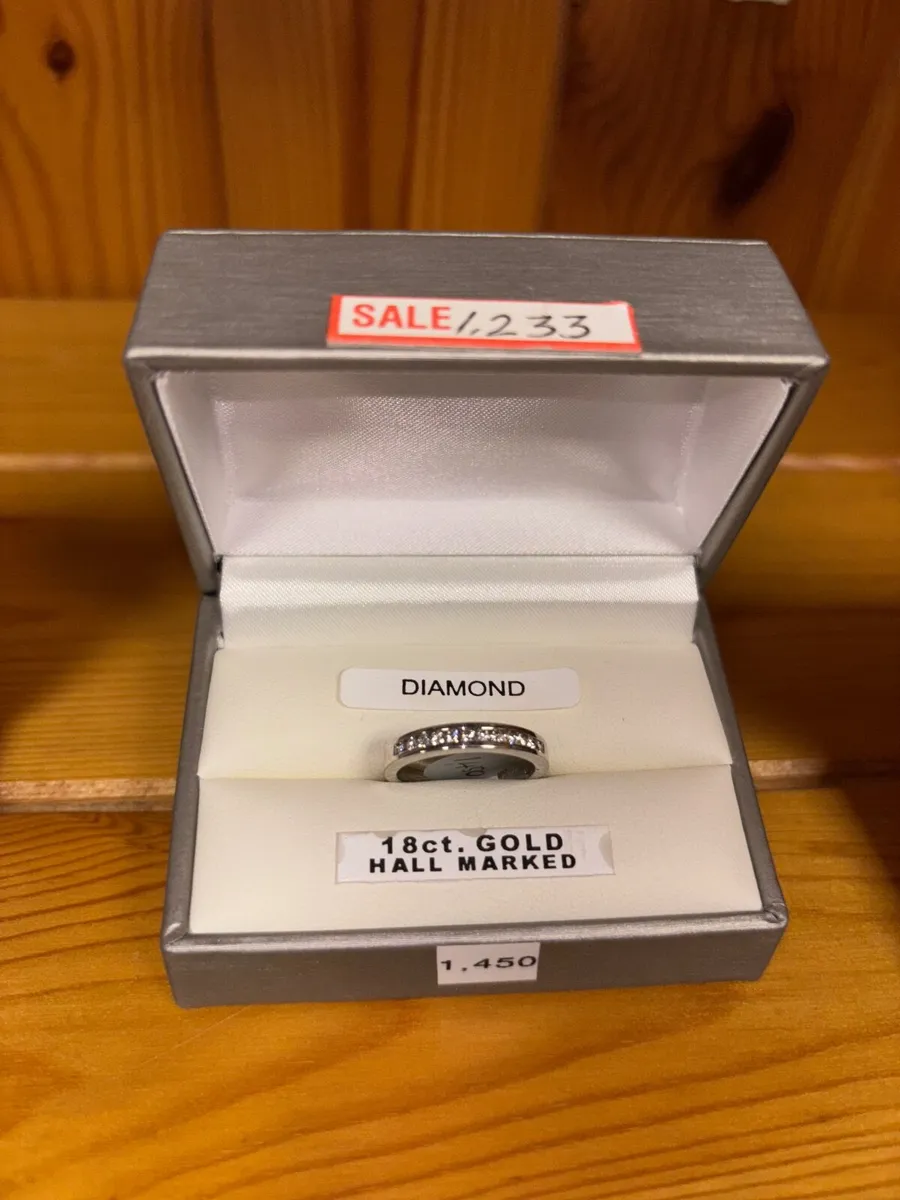 SALE 1,233
DIAMOND
18ct. GOLD
HALL MARKED
1,450